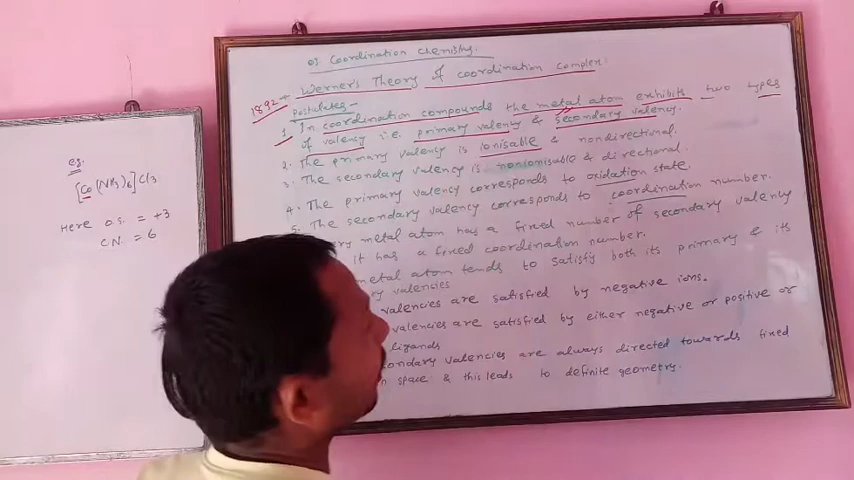 eg.
[Co(NH3)6]Cl3
Here O.S. = +3
C.N. = 6
Coordination chemistry.
1892 → Werner's Theory of coordination complex.
Postulates –
1. In coordination compounds the metal atom exhibits two types
of valency i.e. primary valency & secondary valency.
2. The primary valency is ionisable & nondirectional.
3. The secondary valency is nonionisable & directional.
4. The primary valency corresponds to oxidation state.
5. The secondary valency corresponds to coordination number.
metal atom has a fixed number of secondary valency
it has a fixed coordination number.
metal atom tends to satisfy both its primary & its
valencies
valencies are satisfied by negative ions.
valencies are satisfied by either negative or positive or
ligands
valencies are always directed towards fixed
in space & this leads to definite geometry.